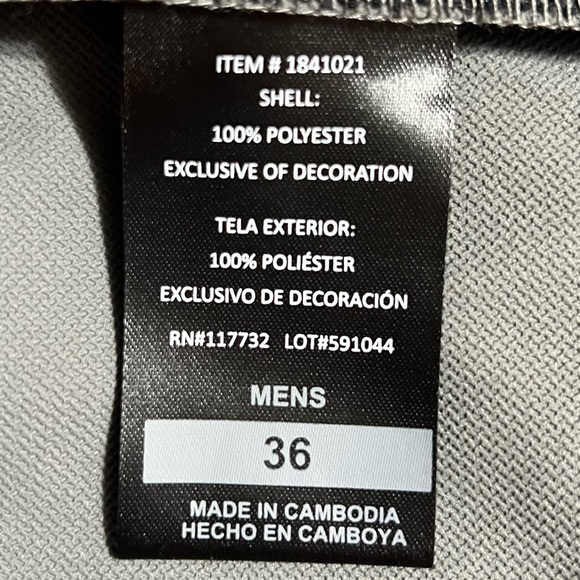 ITEM # 1841021
SHELL:
100% POLYESTER
EXCLUSIVE OF DECORATION
TELA EXTERIOR:
100% POLIÉSTER
EXCLUSIVO DE DECORACIÓN
RN#117732 LOT#591044
MENS
36
MADE IN CAMBODIA
HECHO EN CAMBOYA